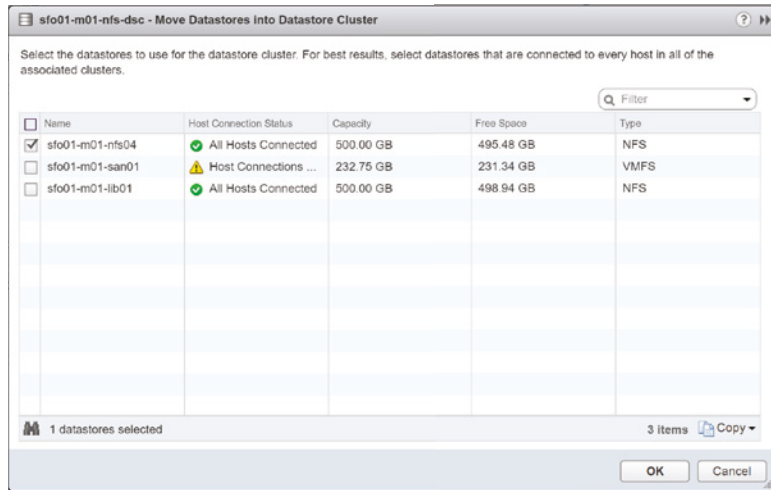 sfo01-m01-nfs-dsc - Move Datastores into Datastore Cluster
Select the datastores to use for the datastore cluster. For best results, select datastores that are connected to every host in all of the
associated clusters.
Filter
Name Host Connection Status Capacity Free Space Type
sfo01-m01-nfs04 All Hosts Connected 500.00 GB 495.48 GB NFS
sfo01-m01-san01 Host Connections ... 232.75 GB 231.34 GB VMFS
sfo01-m01-lib01 All Hosts Connected 500.00 GB 498.94 GB NFS
1 datastores selected 3 items Copy
OK Cancel